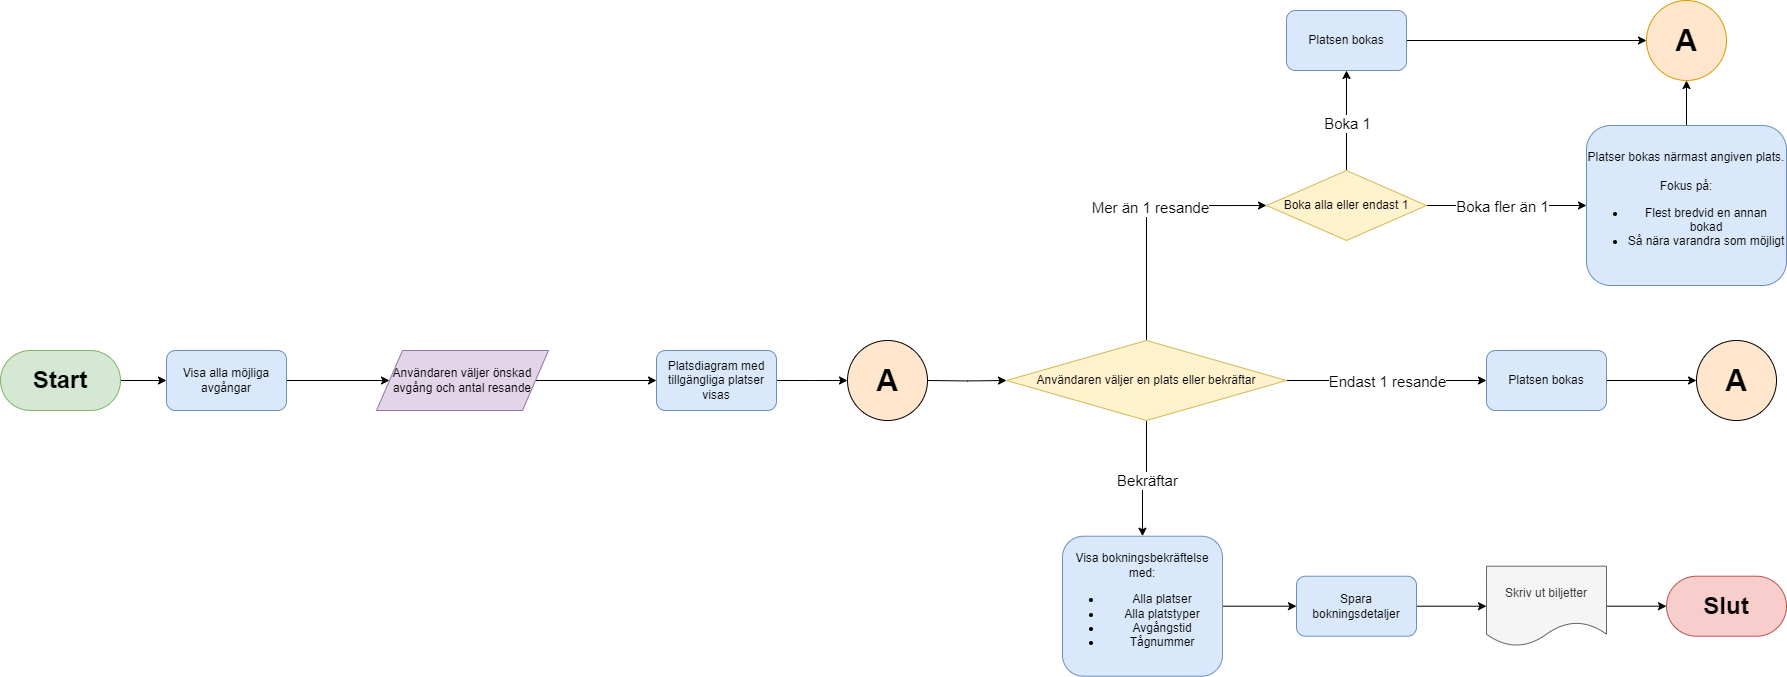 Platsen bokas
A
Boka 1
Platser bokas närmast angiven plats.
Fokus på:
Flest bredvid en annan
bokad
Så nära varandra som möjligt
Mer än 1 resande
Boka alla eller endast 1
Boka fler än 1
Start
Visa alla möjliga
avgångar
Användaren väljer önskad
avgång och antal resande
Platsdiagram med
tillgängliga platser
visas
A
Användaren väljer en plats eller bekräftar
Endast 1 resande
Platsen bokas
A
Bekräftar
Visa bokningsbekräftelse
med:
Alla platser
Alla platstyper
Avgångstid
Tågnummer
Spara
bokningsdetaljer
Skriv ut biljetter
Slut